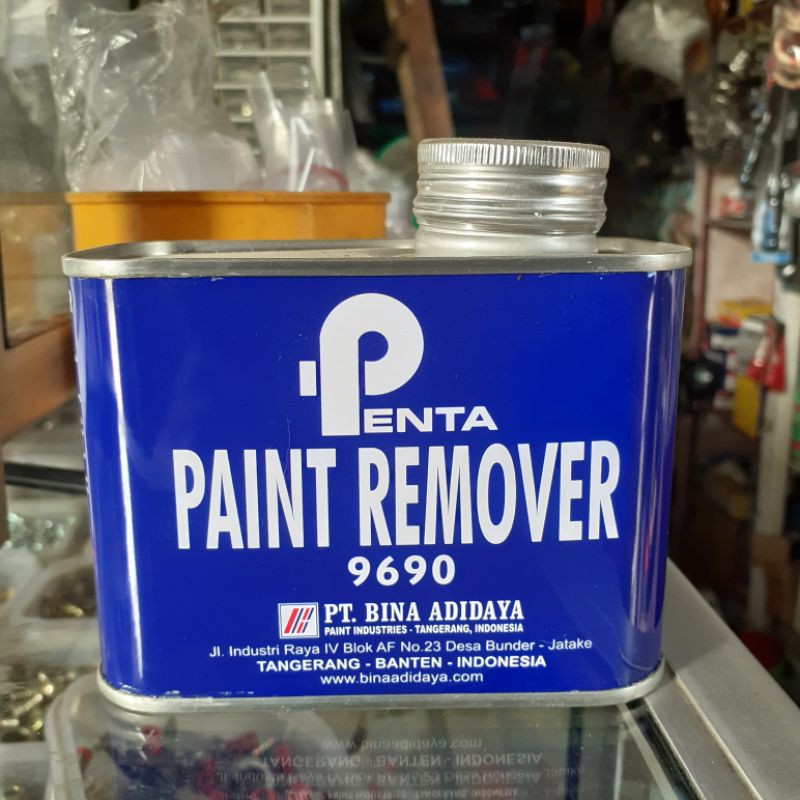 PENTA
PAINT REMOVER
9690
PT. BINA ADIDAYA
PAINT INDUSTRIES - TANGERANG, INDONESIA
Jl. Industri Raya IV Blok AF No.23 Desa Bunder - Jatake
TANGERANG - BANTEN - INDONESIA
www.binaadidaya.com